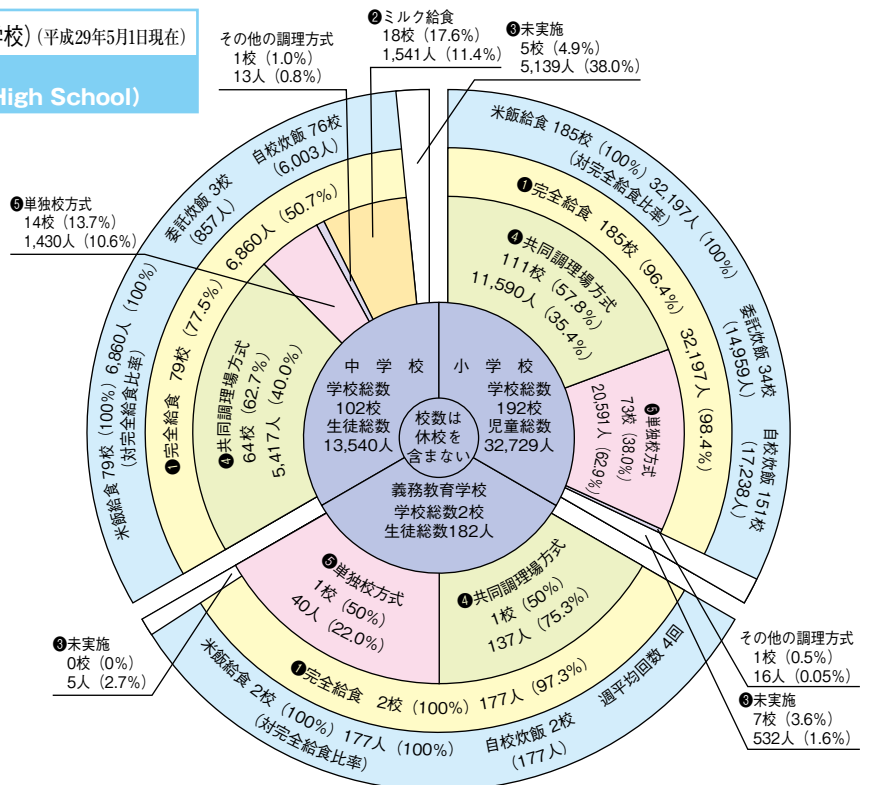 学校）(平成29年5月1日現在)
High School)
❷ミルク給食
18校（17.6%）
1,541人（11.4%）
❸未実施
5校（4.9%）
5,139人（38.0%）
その他の調理方式
1校（1.0%）
13人（0.8%）
❺単独校方式
14校（13.7%）
1,430人（10.6%）
自校炊飯 76校
（6,003人）
委託炊飯 3校
（857人）
米飯給食 79校（100%）6,860人（100%）
（対完全給食比率）
❶完全給食 79校（77.5%）6,860人（50.7%）
❹共同調理場方式
64校（62.7%）
5,417人（40.0%）
米飯給食 185校（100%）32,197人（100%）
（対完全給食比率）
委託炊飯 34校
（14,959人）
自校炊飯 151校
（17,238人）
❶完全給食 185校（96.4%）32,197人（98.4%）
❹共同調理場方式
111校（57.8%）
11,590人（35.4%）
❺単独校方式
73校（38.0%）
20,591人（62.9%）
中学校
学校総数
102校
生徒総数
13,540人
小学校
学校総数
192校
児童総数
32,729人
校数は
休校を
含まない
義務教育学校
学校総数2校
生徒総数182人
❺単独校方式
1校（50%）
40人（22.0%）
❹共同調理場方式
1校（50%）
137人（75.3%）
❶完全給食 2校（100%）177人（97.3%）
米飯給食 2校（100%）177人（100%）
（対完全給食比率）
自校炊飯 2校
（177人）
週平均回数 4回
❸未実施
0校（0%）
5人（2.7%）
その他の調理方式
1校（0.5%）
16人（0.05%）
❸未実施
7校（3.6%）
532人（1.6%）